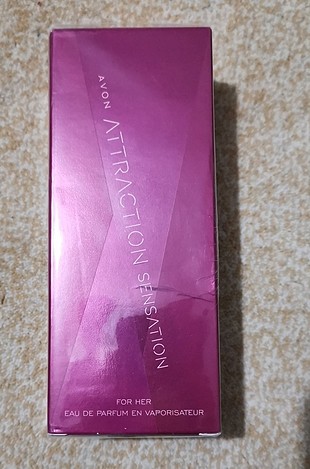 AVON ATTRACTION SENSATION
FOR HER
EAU DE PARFUM EN VAPORISATEUR